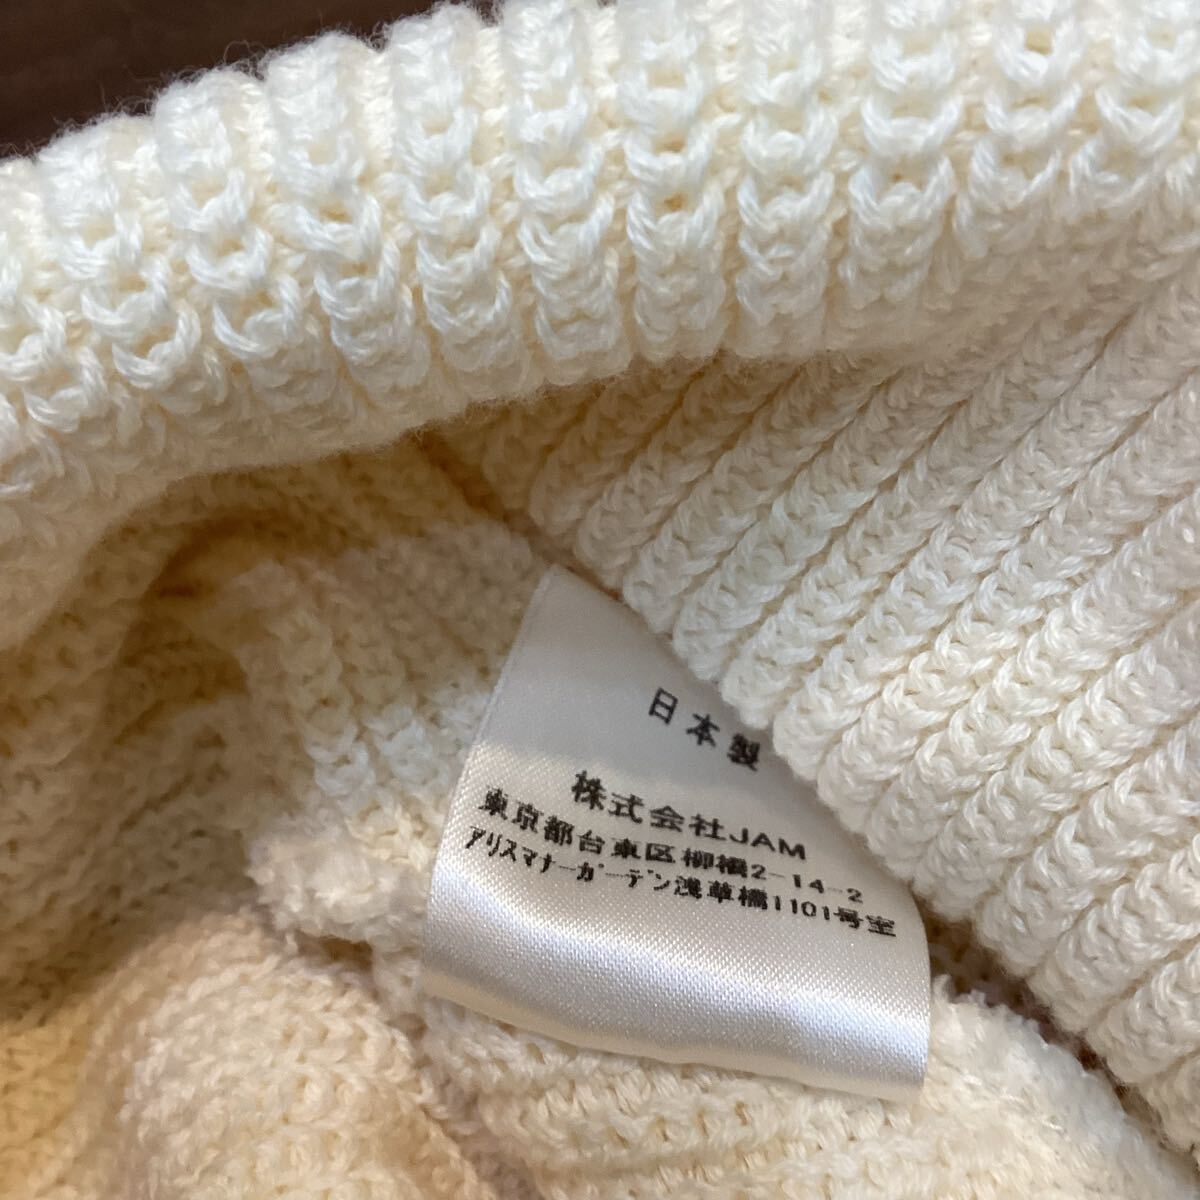 日本製
株式会社JAM
東京都台東区柳橋2-14-2
アリスマナーガーデン浅草橋1101号室